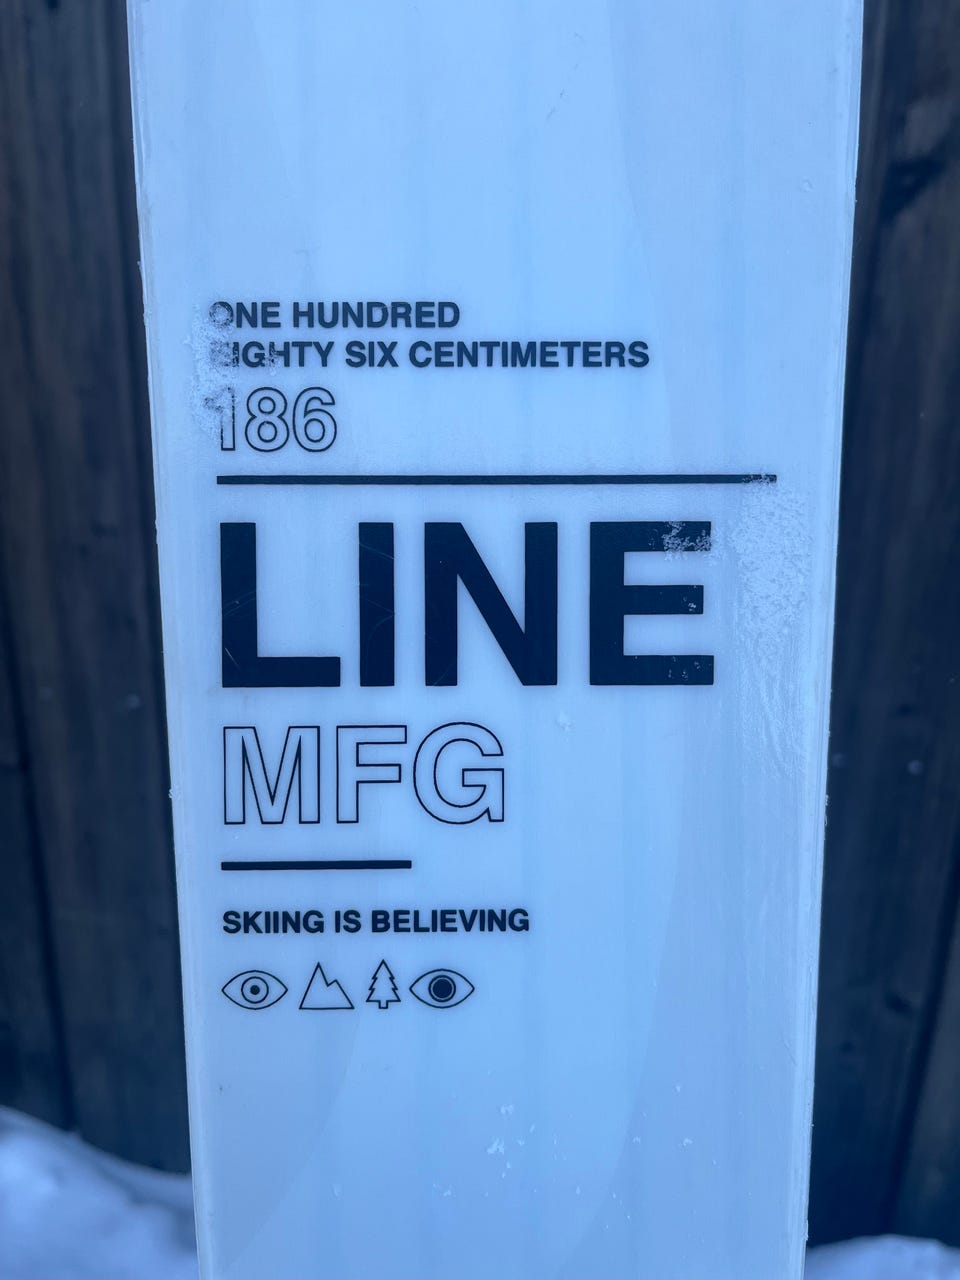 ONE HUNDRED
EIGHTY SIX CENTIMETERS
186
LINE
MFG
SKIING IS BELIEVING